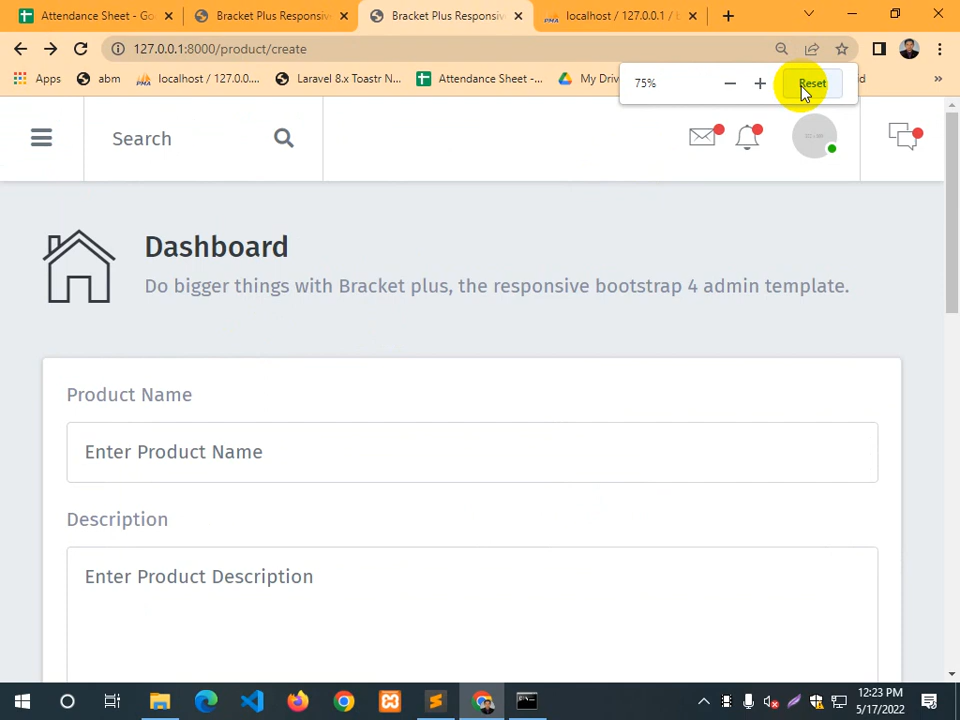 Attendance Sheet - Go
Bracket Plus Responsiv
Bracket Plus Responsiv
localhost / 127.0.0.1 / b
127.0.0.1:8000/product/create
Apps
abm
localhost / 127.0.0....
Laravel 8.x Toastr N...
Attendance Sheet -...
My Driv
id
75%
Reset
Search
Dashboard
Do bigger things with Bracket plus, the responsive bootstrap 4 admin template.
Product Name
Enter Product Name
Description
Enter Product Description
12:23 PM
5/17/2022